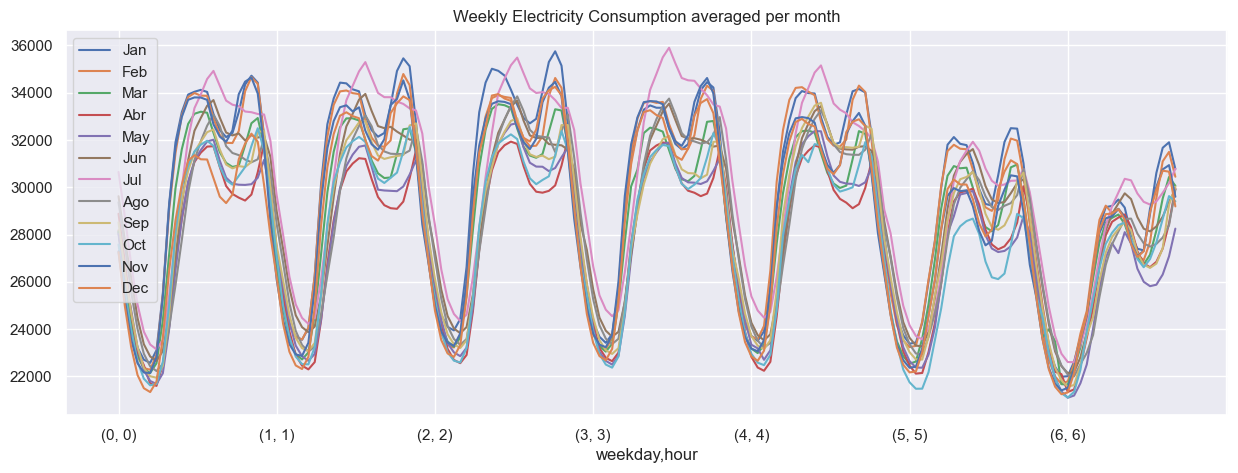 Weekly Electricity Consumption averaged per month
36000
34000
32000
30000
28000
26000
24000
22000
Jan
Feb
Mar
Abr
May
Jun
Jul
Ago
Sep
Oct
Nov
Dec
(0, 0) (1, 1) (2, 2) (3, 3) (4, 4) (5, 5) (6, 6)
weekday,hour